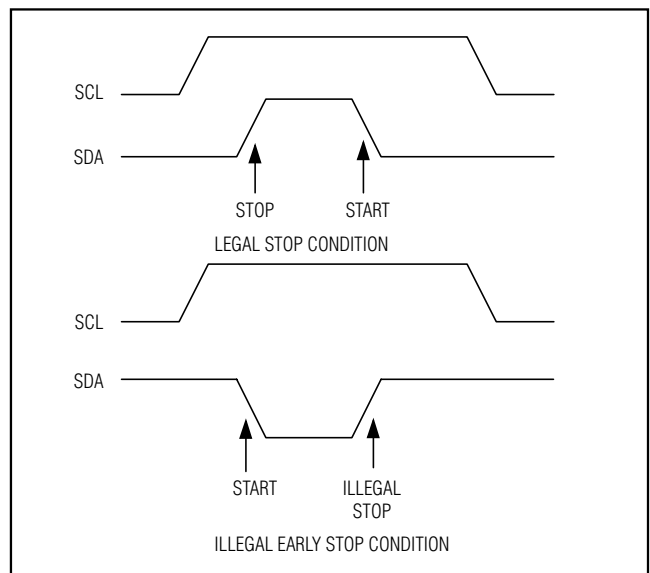 SCL
SDA
STOP START
LEGAL STOP CONDITION
SCL
SDA
START ILLEGAL
STOP
ILLEGAL EARLY STOP CONDITION